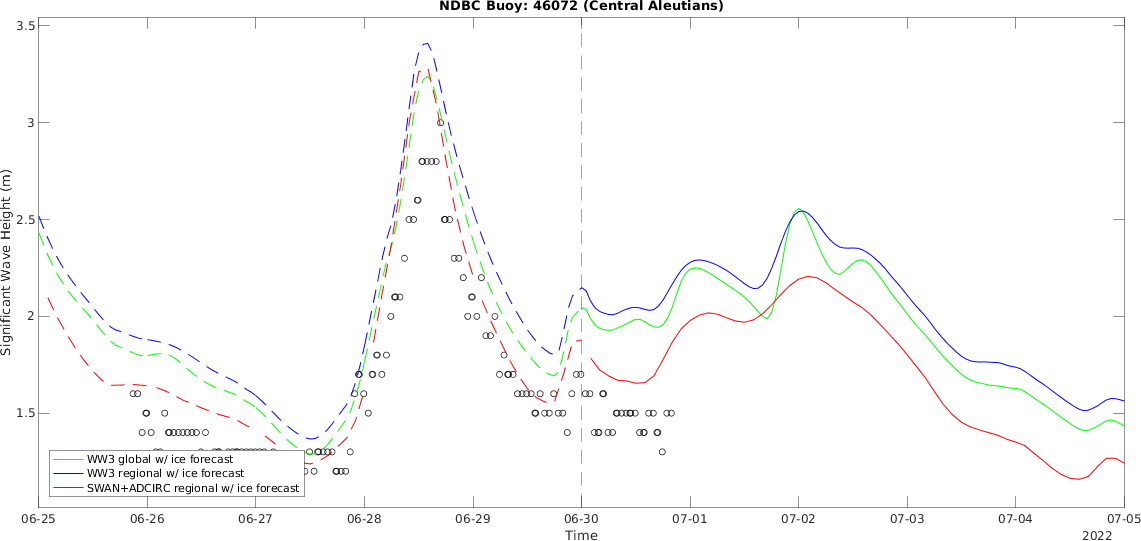 NDBC Buoy: 46072 (Central Aleutians)
3.5
3
2.5
2
1.5
Significant Wave Height (m)
WW3 global w/ ice forecast
WW3 regional w/ ice forecast
SWAN+ADCIRC regional w/ ice forecast
06-25 06-26 06-27 06-28 06-29 06-30 07-01 07-02 07-03 07-04 07-05
Time
2022